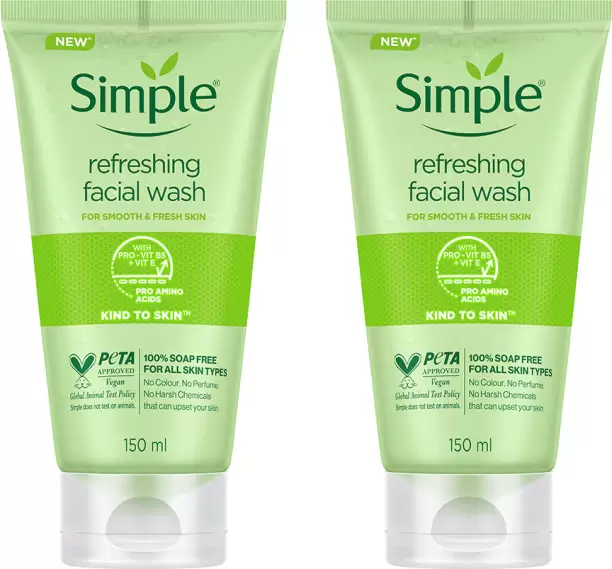 NEW^
Simple®
refreshing
facial wash
FOR SMOOTH & FRESH SKIN
WITH
PRO-VIT B5
+ VIT E
PRO AMINO
ACIDS
KIND TO SKIN™
PETA
APPROVED
Vegan
Global Animal Test Policy
Simple does not test on animals.
100% SOAP FREE
FOR ALL SKIN TYPES
No Colour. No Perfume.
No Harsh Chemicals
that can upset your skin
150 ml
NEW^
Simple®
refreshing
facial wash
FOR SMOOTH & FRESH SKIN
WITH
PRO-VIT B5
+ VIT E
PRO AMINO
ACIDS
KIND TO SKIN™
PETA
APPROVED
Vegan
Global Animal Test Policy
Simple does not test on animals.
100% SOAP FREE
FOR ALL SKIN TYPES
No Colour. No Perfume.
No Harsh Chemicals
that can upset your skin
150 ml